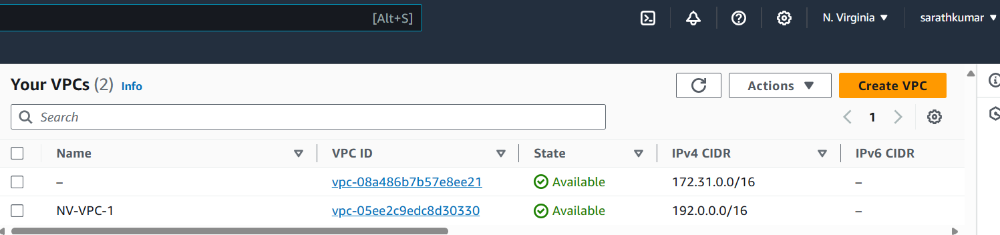 [Alt+S] N. Virginia sarathkumar
Your VPCs (2) Info Actions Create VPC
Search 1
Name VPC ID State IPv4 CIDR IPv6 CIDR
– vpc-08a486b7b57e8ee21 Available 172.31.0.0/16 –
NV-VPC-1 vpc-05ee2c9edc8d30330 Available 192.0.0.0/16 –